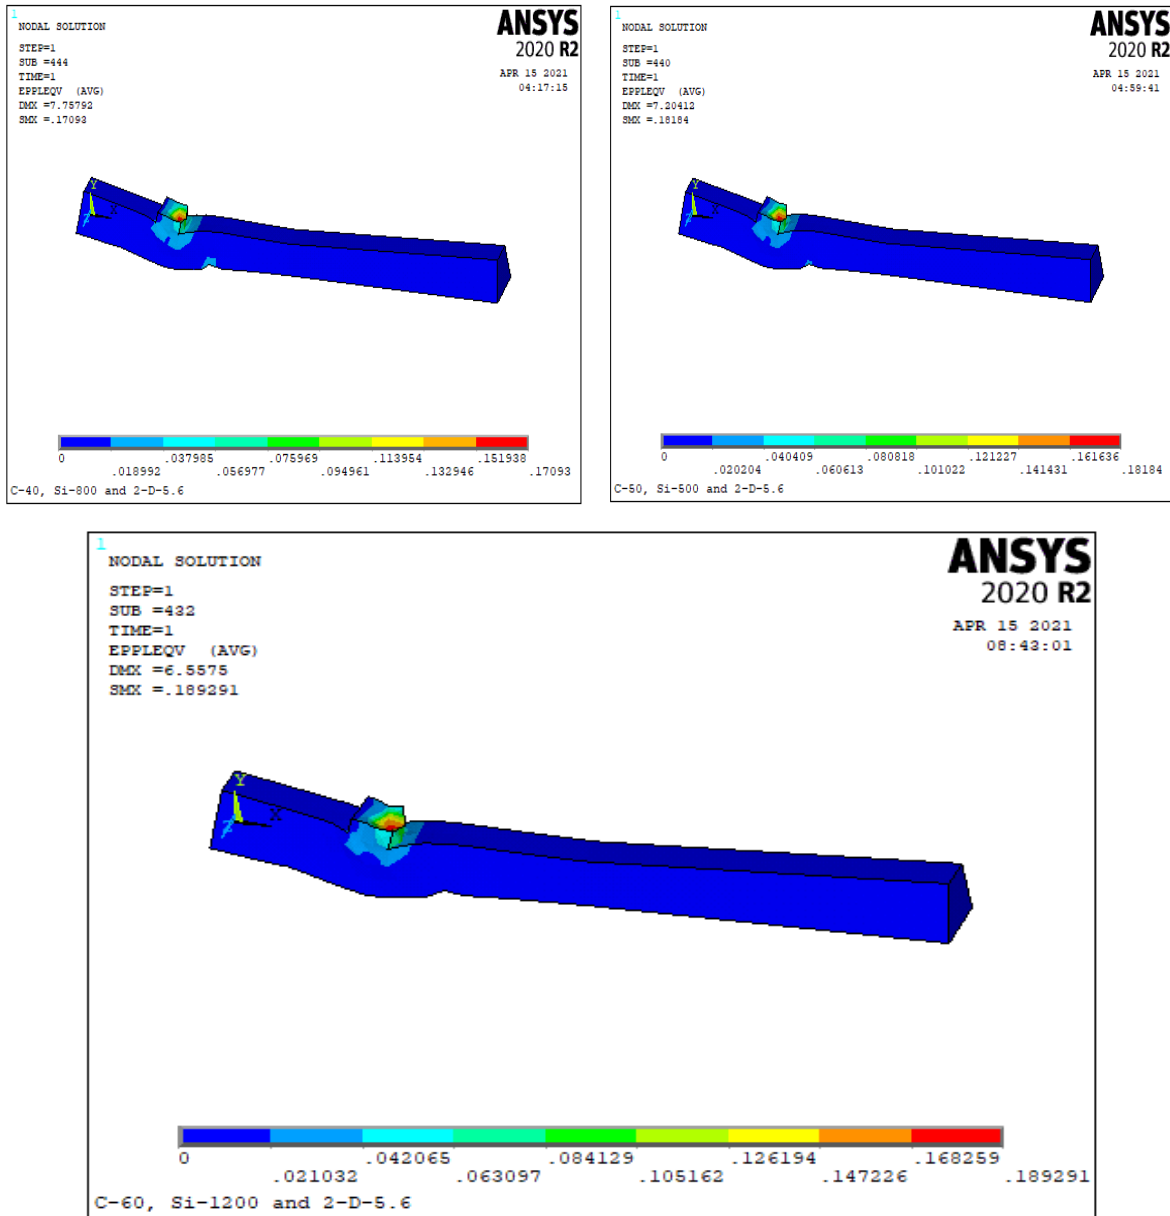 1
NODAL SOLUTION
STEP=1
SUB =444
TIME=1
EPPLEQV (AVG)
DMX =7.75792
SMX =.17093
ANSYS
2020 R2
APR 15 2021
04:17:15
Y
X
Z
0 .037985 .075969 .113954 .151938
.018992 .056977 .094961 .132946 .17093
C-40, Si-800 and 2-D-5.6
1
NODAL SOLUTION
STEP=1
SUB =440
TIME=1
EPPLEQV (AVG)
DMX =7.20412
SMX =.18184
ANSYS
2020 R2
APR 15 2021
04:59:41
Y
X
Z
0 .040409 .080818 .121227 .161636
.020204 .060613 .101022 .141431 .18184
C-50, Si-500 and 2-D-5.6
1
NODAL SOLUTION
STEP=1
SUB =432
TIME=1
EPPLEQV (AVG)
DMX =6.5575
SMX =.189291
ANSYS
2020 R2
APR 15 2021
08:43:01
Y
X
Z
0 .042065 .084129 .126194 .168259
.021032 .063097 .105162 .147226 .189291
C-60, Si-1200 and 2-D-5.6